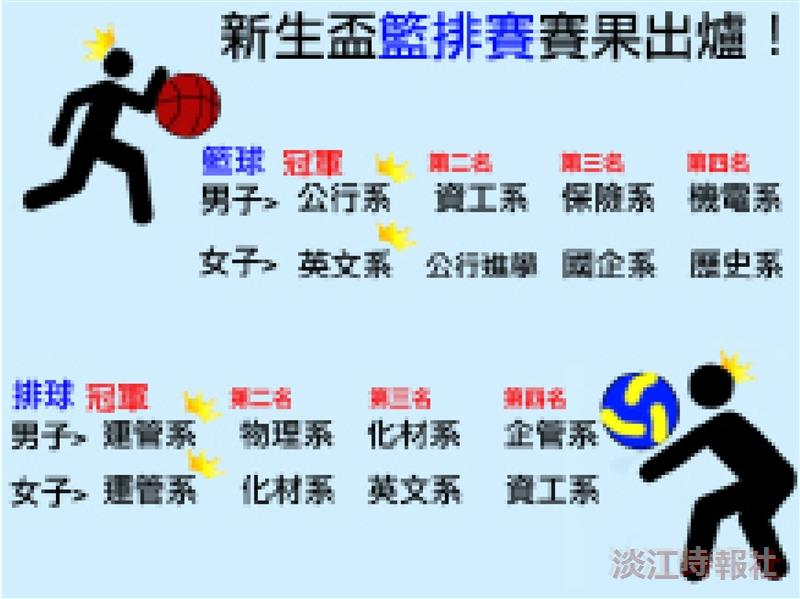 新生盃籃排賽賽果出爐！
籃球 冠軍 第二名 第三名 第四名
男子> 公行系 資工系 保險系 機電系
女子> 英文系 公行進學 國企系 歷史系
排球 冠軍 第二名 第三名 第四名
男子> 運管系 物理系 化材系 企管系
女子> 運管系 化材系 英文系 資工系
淡江時報社